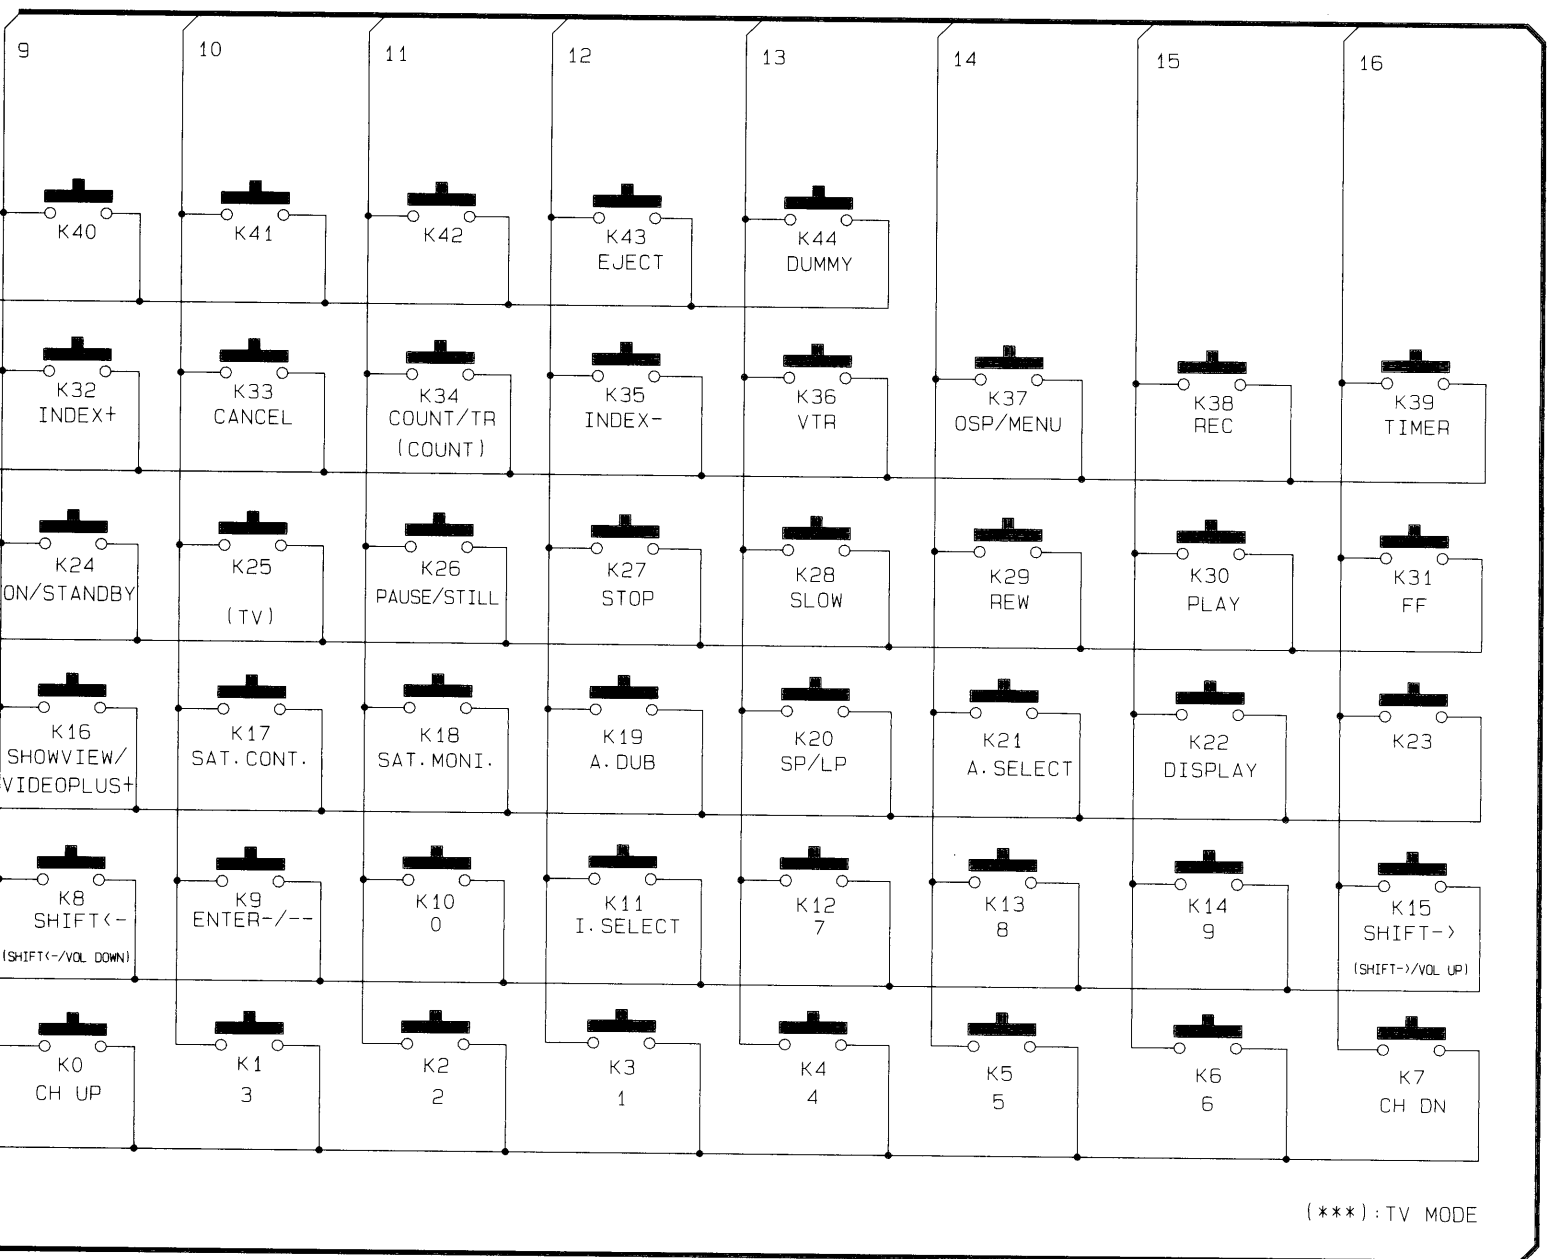 9 10 11 12 13 14 15 16
K40 K41 K42 K43 K44
EJECT DUMMY
K32 K33 K34 K35 K36 K37 K38 K39
INDEX+ CANCEL COUNT/TR INDEX- VTR OSP/MENU REC TIMER
(COUNT)
K24 K25 K26 K27 K28 K29 K30 K31
ON/STANDBY PAUSE/STILL STOP SLOW REW PLAY FF
(TV)
K16 K17 K18 K19 K20 K21 K22 K23
SHOWVIEW/ SAT.CONT. SAT.MONI. A.DUB SP/LP A.SELECT DISPLAY
VIDEOPLUS+
K8 K9 K10 K11 K12 K13 K14 K15
SHIFT<- ENTER-/-- 0 I.SELECT 7 8 9 SHIFT->
(SHIFT<-/VOL DOWN) (SHIFT->/VOL UP)
K0 K1 K2 K3 K4 K5 K6 K7
CH UP 3 2 1 4 5 6 CH DN
(***):TV MODE